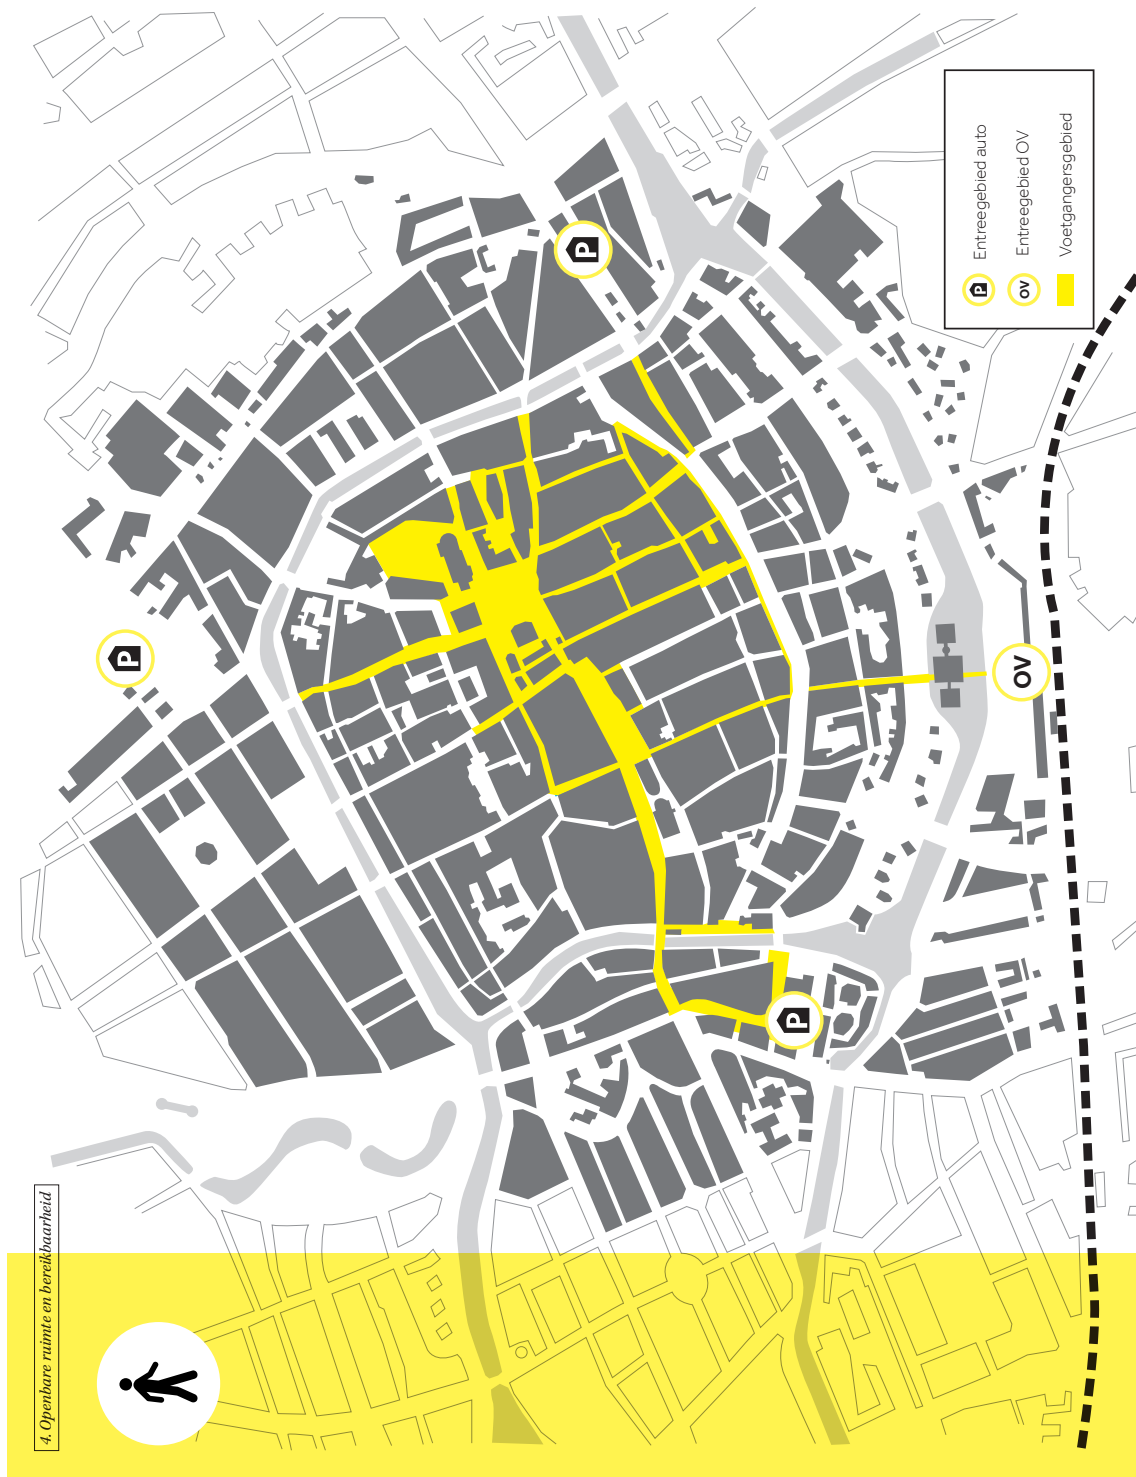 4. Openbare ruimte en bereikbaarheid
P
P
P
OV
P Entreegebied auto
OV Entreegebied OV
Voetgangersgebied